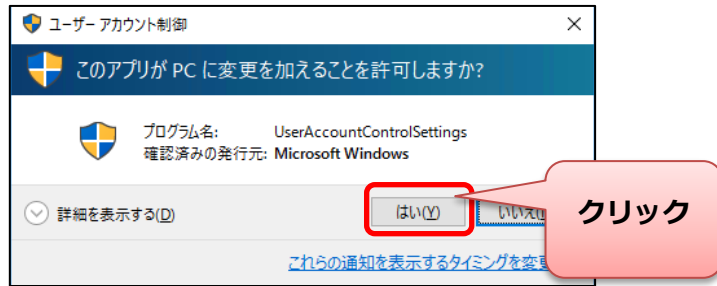 ユーザー アカウント制御
このアプリが PC に変更を加えることを許可しますか?
プログラム名: UserAccountControlSettings
確認済みの発行元: Microsoft Windows
詳細を表示する(D)
はい(Y)
いいえ
クリック
これらの通知を表示するタイミングを変